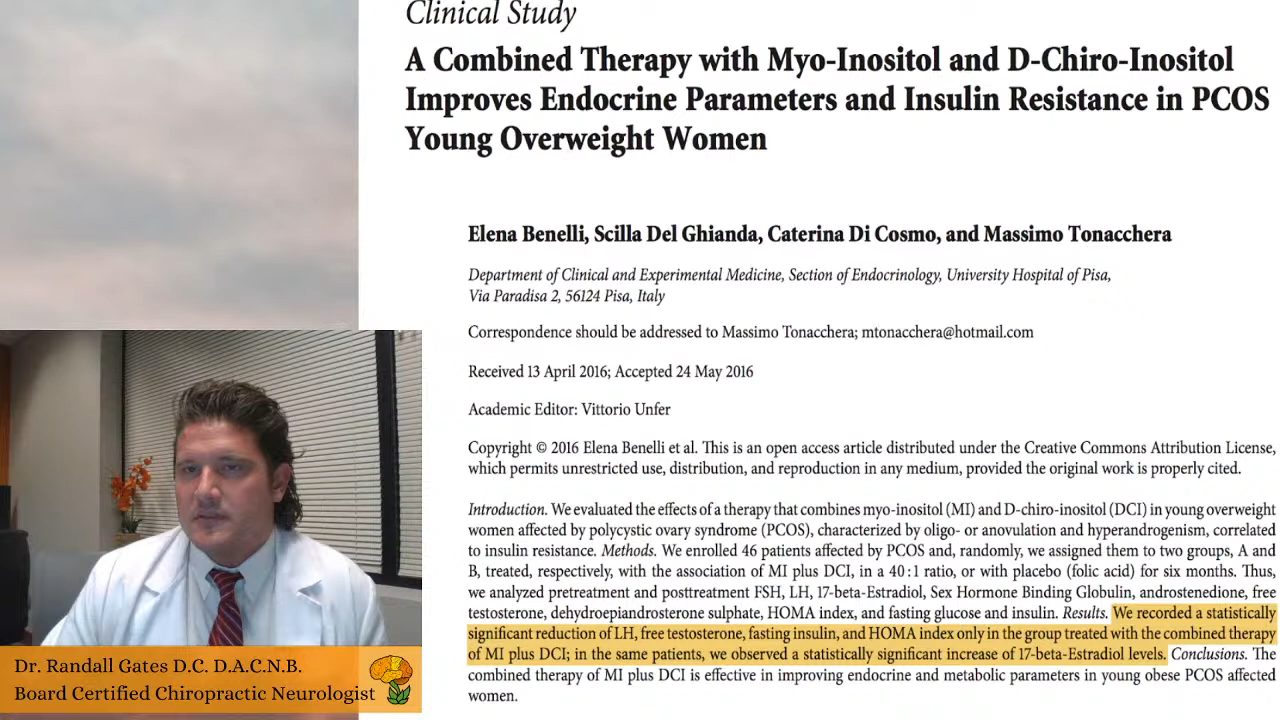 Clinical Study
A Combined Therapy with Myo-Inositol and D-Chiro-Inositol
Improves Endocrine Parameters and Insulin Resistance in PCOS
Young Overweight Women
Elena Benelli, Scilla Del Ghianda, Caterina Di Cosmo, and Massimo Tonacchera
Department of Clinical and Experimental Medicine, Section of Endocrinology, University Hospital of Pisa,
Via Paradisa 2, 56124 Pisa, Italy
Correspondence should be addressed to Massimo Tonacchera; mtonacchera@hotmail.com
Received 13 April 2016; Accepted 24 May 2016
Academic Editor: Vittorio Unfer
Copyright © 2016 Elena Benelli et al. This is an open access article distributed under the Creative Commons Attribution License,
which permits unrestricted use, distribution, and reproduction in any medium, provided the original work is properly cited.
Introduction. We evaluated the effects of a therapy that combines myo-inositol (MI) and D-chiro-inositol (DCI) in young overweight
women affected by polycystic ovary syndrome (PCOS), characterized by oligo- or anovulation and hyperandrogenism, correlated
to insulin resistance. Methods. We enrolled 46 patients affected by PCOS and, randomly, we assigned them to two groups, A and
B, treated, respectively, with the association of MI plus DCI, in a 40 : 1 ratio, or with placebo (folic acid) for six months. Thus,
we analyzed pretreatment and posttreatment FSH, LH, 17-beta-Estradiol, Sex Hormone Binding Globulin, androstenedione, free
testosterone, dehydroepiandrosterone sulphate, HOMA index, and fasting glucose and insulin. Results. We recorded a statistically
significant reduction of LH, free testosterone, fasting insulin, and HOMA index only in the group treated with the combined therapy
of MI plus DCI; in the same patients, we observed a statistically significant increase of 17-beta-Estradiol levels. Conclusions. The
combined therapy of MI plus DCI is effective in improving endocrine and metabolic parameters in young obese PCOS affected
women.
Dr. Randall Gates D.C. D.A.C.N.B.
Board Certified Chiropractic Neurologist